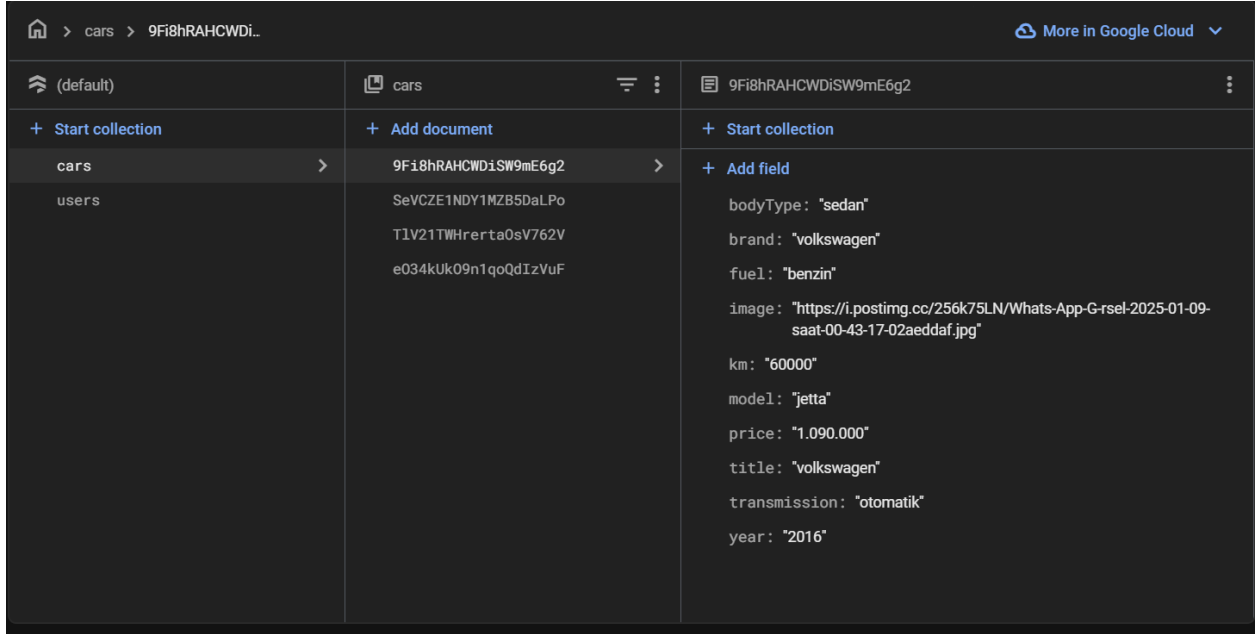 cars > 9Fi8hRAHCWDi…
More in Google Cloud
(default)
cars
9Fi8hRAHCWDiSW9mE6g2
+ Start collection
cars
users
+ Add document
9Fi8hRAHCWDiSW9mE6g2
SeVCZE1NDY1MZB5DaLPo
TlV21TWHrertaOsV762V
eO34kUkO9n1qoQdIzVuF
+ Start collection
+ Add field
bodyType: "sedan"
brand: "volkswagen"
fuel: "benzin"
image: "https://i.postimg.cc/256k75LN/Whats-App-G-rsel-2025-01-09-
saat-00-43-17-02aeddaf.jpg"
km: "60000"
model: "jetta"
price: "1.090.000"
title: "volkswagen"
transmission: "otomatik"
year: "2016"